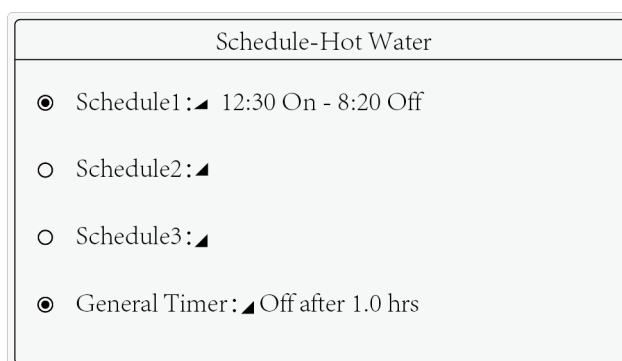 Schedule-Hot Water
Schedule1: 12:30 On - 8:20 Off
Schedule2:
Schedule3:
General Timer: Off after 1.0 hrs